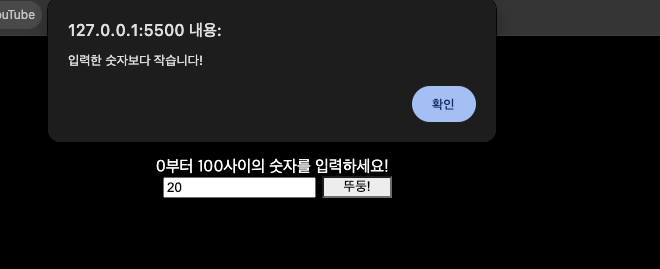 ouTube
127.0.0.1:5500 내용:
입력한 숫자보다 작습니다!
확인
0부터 100사이의 숫자를 입력하세요!
20 뚜둥!